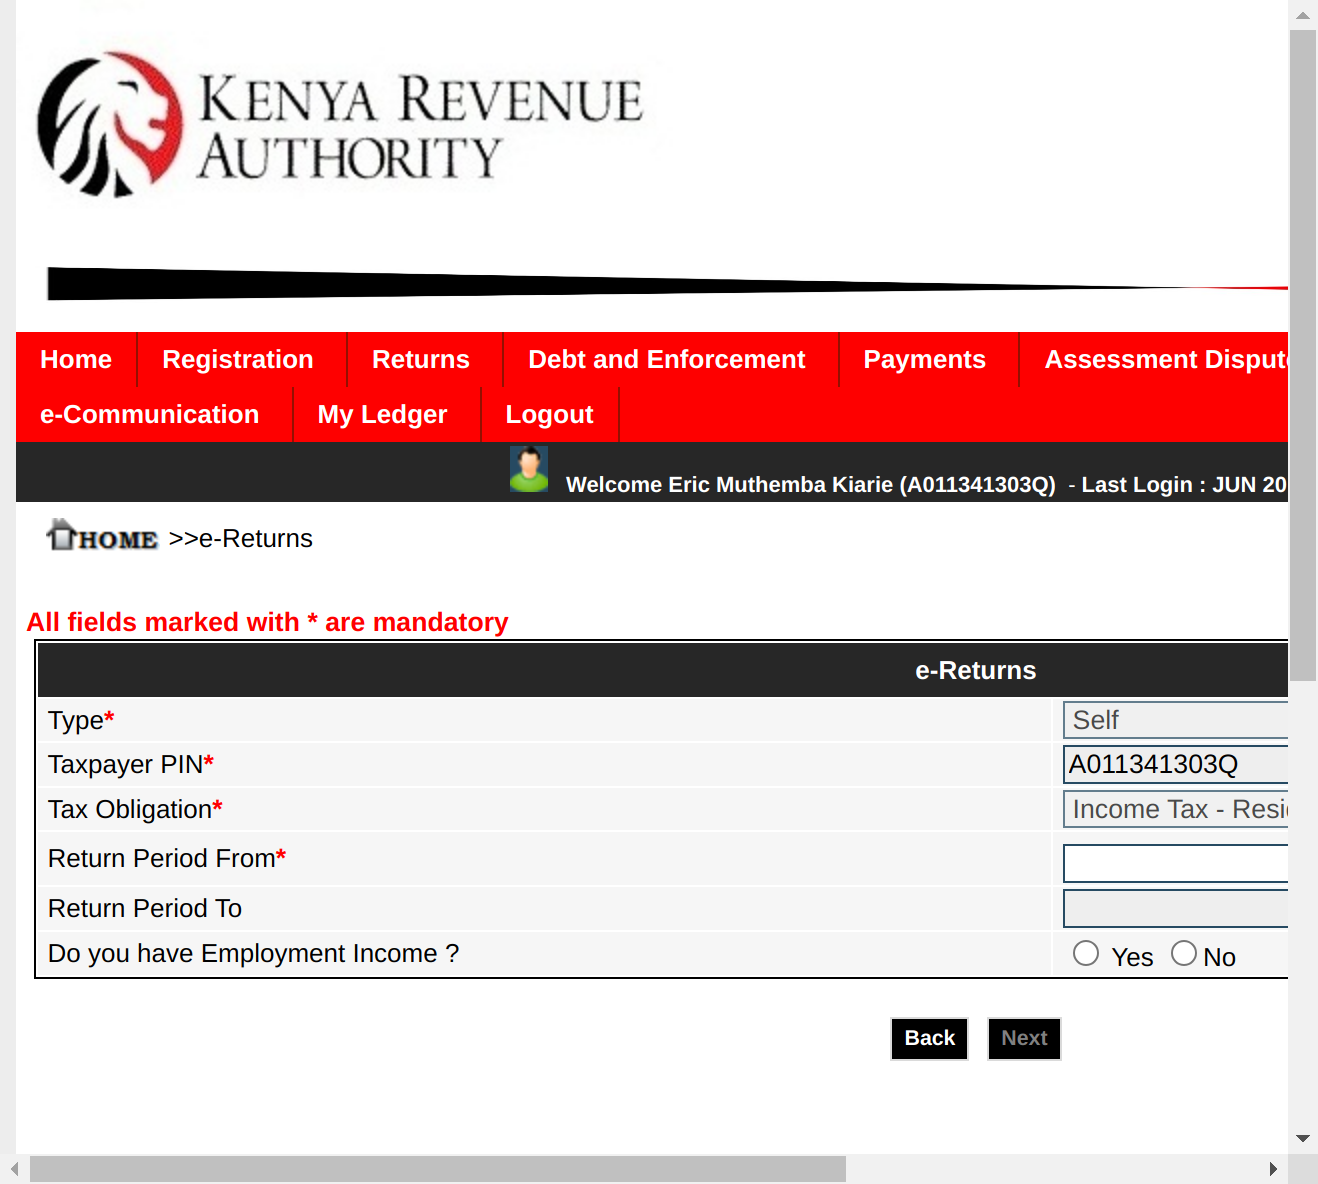 KENYA REVENUE
AUTHORITY
Home Registration Returns Debt and Enforcement Payments Assessment Dispute
e-Communication My Ledger Logout
Welcome Eric Muthemba Kiarie (A011341303Q) - Last Login : JUN 20
HOME >>e-Returns
All fields marked with * are mandatory
e-Returns
Type* Self
Taxpayer PIN* A011341303Q
Tax Obligation* Income Tax - Resi
Return Period From*
Return Period To
Do you have Employment Income ? Yes No
Back Next